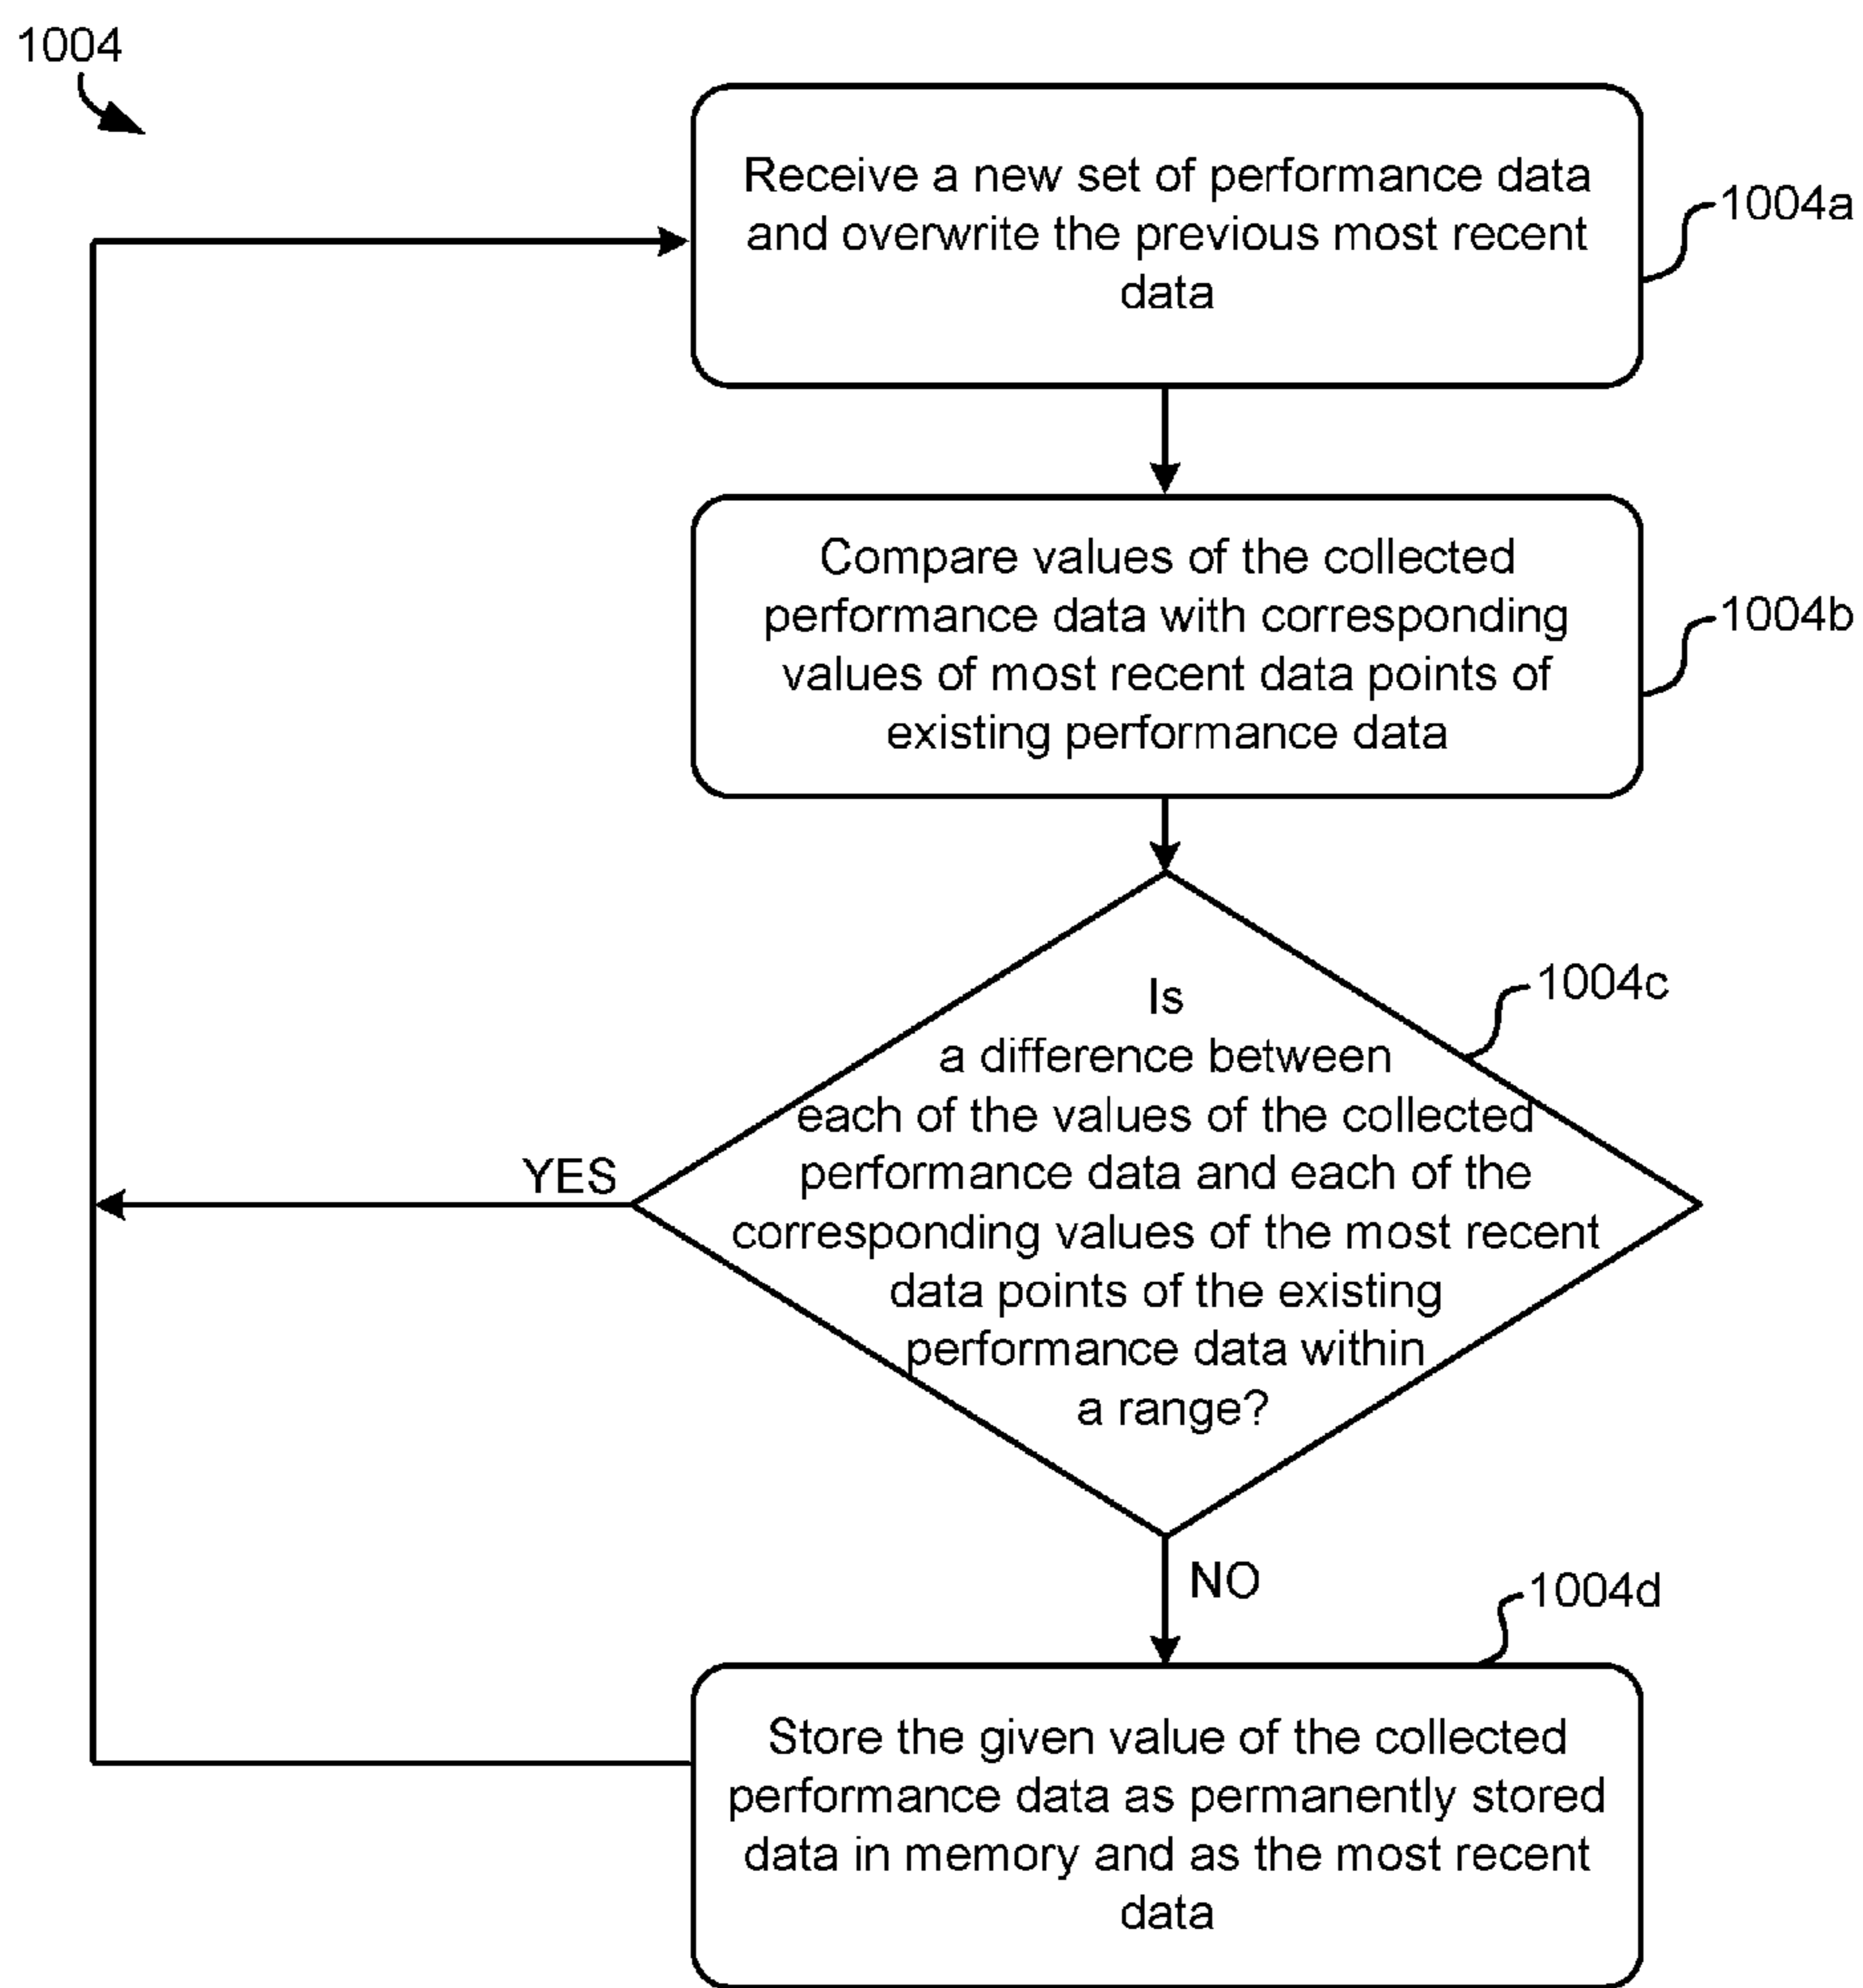 1004
Receive a new set of performance data
and overwrite the previous most recent
data
1004a
Compare values of the collected
performance data with corresponding
values of most recent data points of
existing performance data
1004b
Is
a difference between
each of the values of the collected
performance data and each of the
corresponding values of the most recent
data points of the existing
performance data within
a range?
1004c
YES
NO
1004d
Store the given value of the collected
performance data as permanently stored
data in memory and as the most recent
data